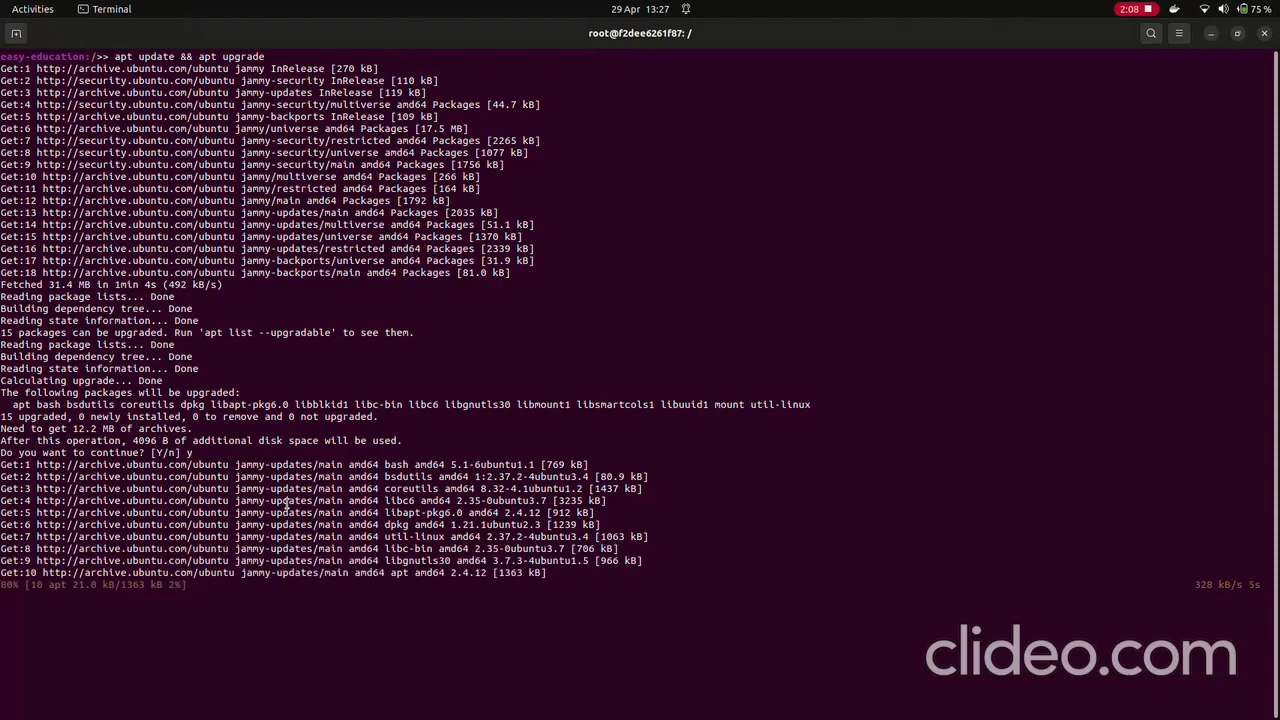 Activities Terminal 29 Apr 13:27 2:08 75 %
root@f2dee6261f87: /
easy-education:/>> apt update && apt upgrade
Get:1 http://archive.ubuntu.com/ubuntu jammy InRelease [270 kB]
Get:2 http://security.ubuntu.com/ubuntu jammy-security InRelease [110 kB]
Get:3 http://archive.ubuntu.com/ubuntu jammy-updates InRelease [119 kB]
Get:4 http://security.ubuntu.com/ubuntu jammy-security/multiverse amd64 Packages [44.7 kB]
Get:5 http://archive.ubuntu.com/ubuntu jammy-backports InRelease [109 kB]
Get:6 http://archive.ubuntu.com/ubuntu jammy/universe amd64 Packages [17.5 MB]
Get:7 http://security.ubuntu.com/ubuntu jammy-security/restricted amd64 Packages [2265 kB]
Get:8 http://security.ubuntu.com/ubuntu jammy-security/universe amd64 Packages [1077 kB]
Get:9 http://security.ubuntu.com/ubuntu jammy-security/main amd64 Packages [1756 kB]
Get:10 http://archive.ubuntu.com/ubuntu jammy/multiverse amd64 Packages [266 kB]
Get:11 http://archive.ubuntu.com/ubuntu jammy/restricted amd64 Packages [164 kB]
Get:12 http://archive.ubuntu.com/ubuntu jammy/main amd64 Packages [1792 kB]
Get:13 http://archive.ubuntu.com/ubuntu jammy-updates/main amd64 Packages [2035 kB]
Get:14 http://archive.ubuntu.com/ubuntu jammy-updates/multiverse amd64 Packages [51.1 kB]
Get:15 http://archive.ubuntu.com/ubuntu jammy-updates/universe amd64 Packages [1370 kB]
Get:16 http://archive.ubuntu.com/ubuntu jammy-updates/restricted amd64 Packages [2339 kB]
Get:17 http://archive.ubuntu.com/ubuntu jammy-backports/universe amd64 Packages [31.9 kB]
Get:18 http://archive.ubuntu.com/ubuntu jammy-backports/main amd64 Packages [81.0 kB]
Fetched 31.4 MB in 1min 4s (492 kB/s)
Reading package lists... Done
Building dependency tree... Done
Reading state information... Done
15 packages can be upgraded. Run 'apt list --upgradable' to see them.
Reading package lists... Done
Building dependency tree... Done
Reading state information... Done
Calculating upgrade... Done
The following packages will be upgraded:
apt bash bsdutils coreutils dpkg libapt-pkg6.0 libblkid1 libc-bin libc6 libgnutls30 libmount1 libsmartcols1 libuuid1 mount util-linux
15 upgraded, 0 newly installed, 0 to remove and 0 not upgraded.
Need to get 12.2 MB of archives.
After this operation, 4096 B of additional disk space will be used.
Do you want to continue? [Y/n] y
Get:1 http://archive.ubuntu.com/ubuntu jammy-updates/main amd64 bash amd64 5.1-6ubuntu1.1 [769 kB]
Get:2 http://archive.ubuntu.com/ubuntu jammy-updates/main amd64 bsdutils amd64 1:2.37.2-4ubuntu3.4 [80.9 kB]
Get:3 http://archive.ubuntu.com/ubuntu jammy-updates/main amd64 coreutils amd64 8.32-4.1ubuntu1.2 [1437 kB]
Get:4 http://archive.ubuntu.com/ubuntu jammy-updates/main amd64 libc6 amd64 2.35-0ubuntu3.7 [3235 kB]
Get:5 http://archive.ubuntu.com/ubuntu jammy-updates/main amd64 libapt-pkg6.0 amd64 2.4.12 [912 kB]
Get:6 http://archive.ubuntu.com/ubuntu jammy-updates/main amd64 dpkg amd64 1.21.1ubuntu2.3 [1239 kB]
Get:7 http://archive.ubuntu.com/ubuntu jammy-updates/main amd64 util-linux amd64 2.37.2-4ubuntu3.4 [1063 kB]
Get:8 http://archive.ubuntu.com/ubuntu jammy-updates/main amd64 libc-bin amd64 2.35-0ubuntu3.7 [706 kB]
Get:9 http://archive.ubuntu.com/ubuntu jammy-updates/main amd64 libgnutls30 amd64 3.7.3-4ubuntu1.5 [966 kB]
Get:10 http://archive.ubuntu.com/ubuntu jammy-updates/main amd64 apt amd64 2.4.12 [1363 kB]
80% [10 apt 21.0 kB/1363 kB 2%] 328 kB/s 5s
clideo.com